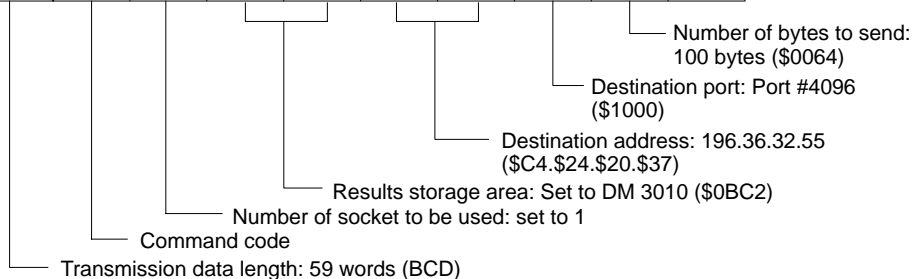 Number of bytes to send:
100 bytes ($0064)
Destination port: Port #4096
($1000)
Destination address: 196.36.32.55
($C4.$24.$20.$37)
Results storage area: Set to DM 3010 ($0BC2)
Number of socket to be used: set to 1
Command code
Transmission data length: 59 words (BCD)